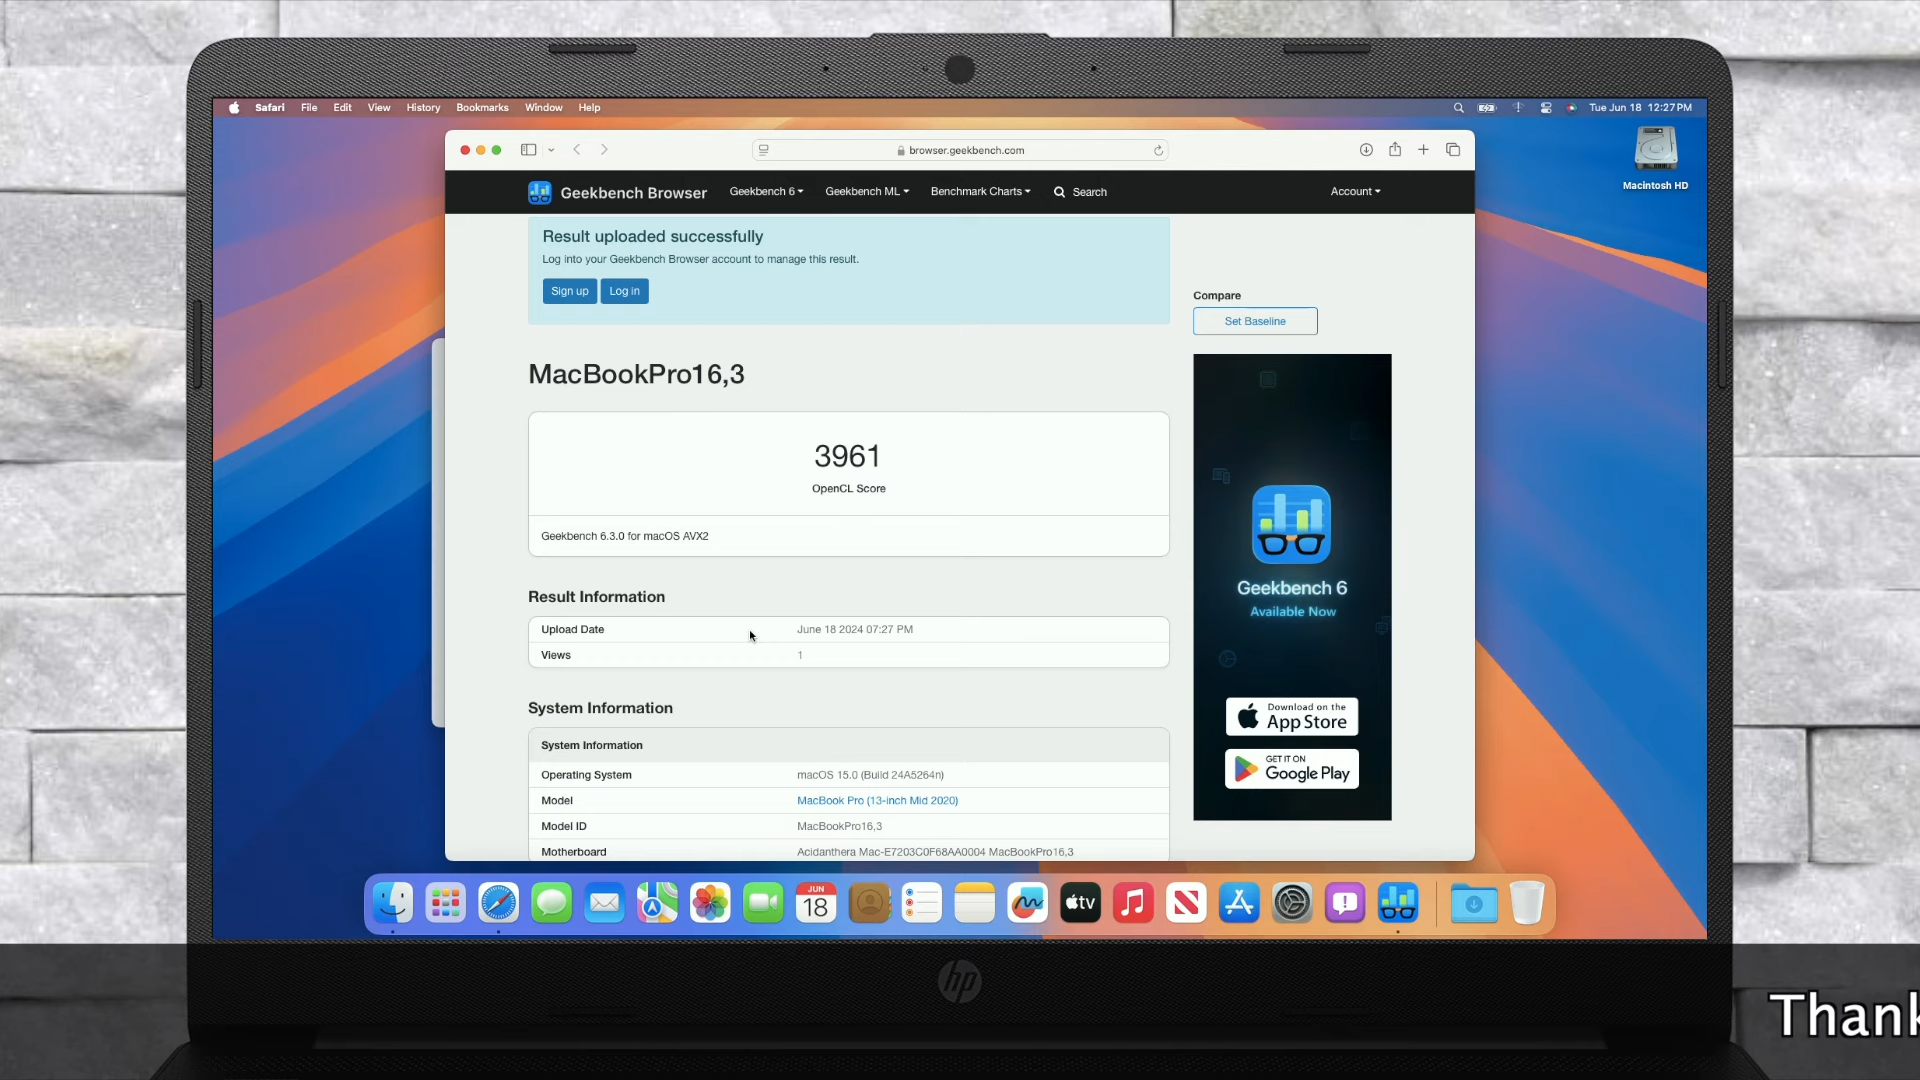 Safari File Edit View History Bookmarks Window Help
Tue Jun 18 12:27 PM
Macintosh HD
browser.geekbench.com
Geekbench Browser Geekbench 6 Geekbench ML Benchmark Charts Search Account
Result uploaded successfully
Log into your Geekbench Browser account to manage this result.
Sign up Log in
Compare
Set Baseline
MacBookPro16,3
3961
OpenCL Score
Geekbench 6.3.0 for macOS AVX2
Geekbench 6
Available Now
Download on the
App Store
GET IT ON
Google Play
Result Information
Upload Date June 18 2024 07:27 PM
Views 1
System Information
System Information
Operating System macOS 15.0 (Build 24A5264n)
Model MacBook Pro (13-inch Mid 2020)
Model ID MacBookPro16,3
Motherboard Acidanthera Mac-E7203C0F68AA0004 MacBookPro16,3
JUN
18
tv
hp
Thank